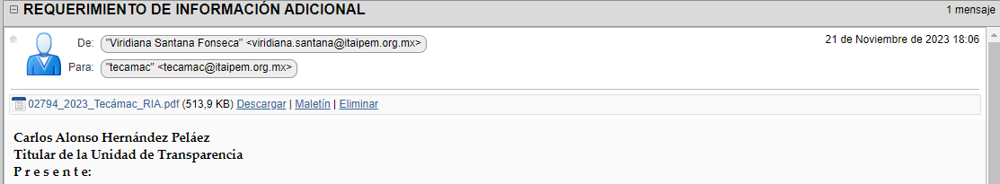 REQUERIMIENTO DE INFORMACIÓN ADICIONAL 1 mensaje
De: "Viridiana Santana Fonseca" <viridiana.santana@itaipem.org.mx> 21 de Noviembre de 2023 18:06
Para: "tecamac" <tecamac@itaipem.org.mx>
02794_2023_Tecámac_RIA.pdf (513,9 KB) Descargar | Maletín | Eliminar
Carlos Alonso Hernández Peláez
Titular de la Unidad de Transparencia
P r e s e n t e: